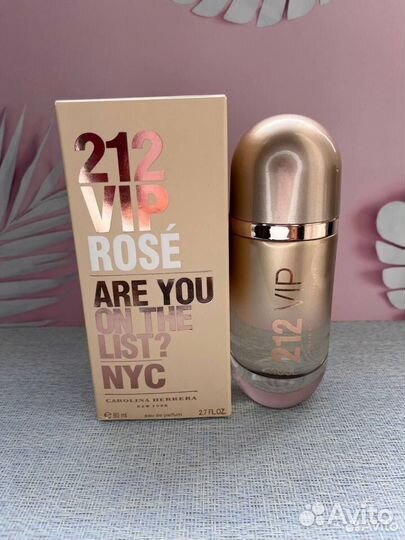 212
VIP
ROSÉ
ARE YOU
ON THE
LIST?
NYC
CAROLINA HERRERA
NEW YORK
℮ 80 ml eau de parfum 2.7 FL.OZ.
212 VIP
Avito